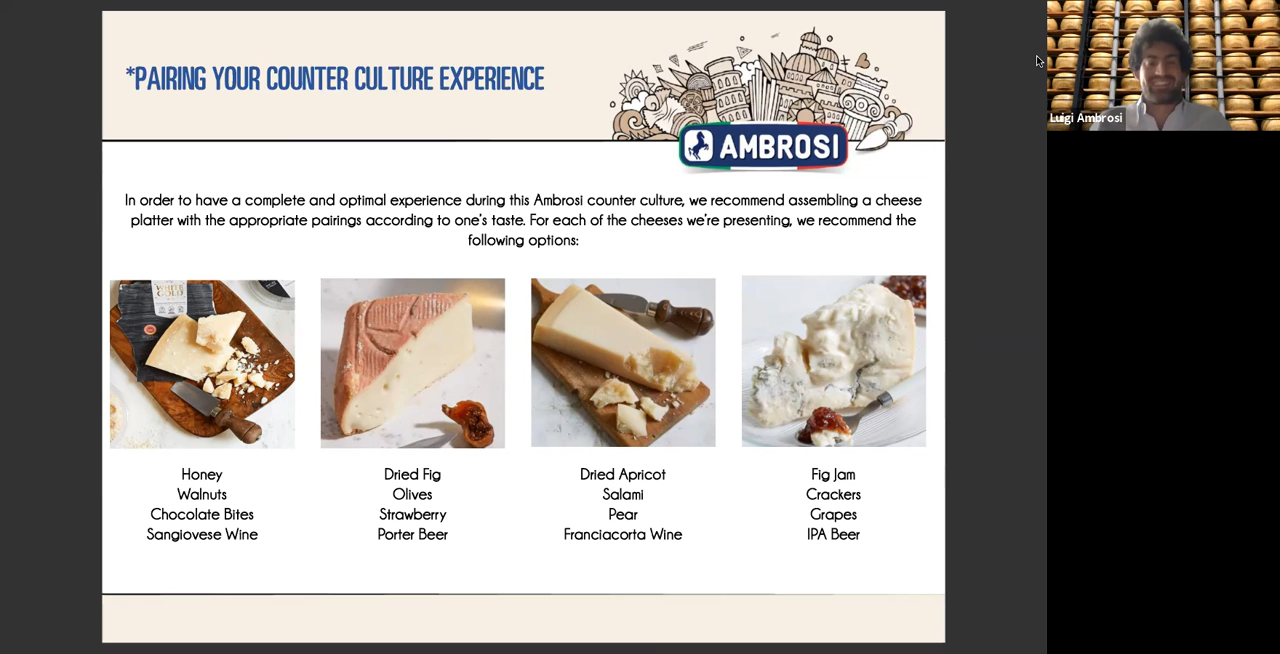 *PAIRING YOUR COUNTER CULTURE EXPERIENCE
AMBROSI
Luigi Ambrosi
In order to have a complete and optimal experience during this Ambrosi counter culture, we recommend assembling a cheese
platter with the appropriate pairings according to one's taste. For each of the cheeses we're presenting, we recommend the
following options:
WHITE
GOLD
Honey
Walnuts
Chocolate Bites
Sangiovese Wine
Dried Fig
Olives
Strawberry
Porter Beer
Dried Apricot
Salami
Pear
Franciacorta Wine
Fig Jam
Crackers
Grapes
IPA Beer